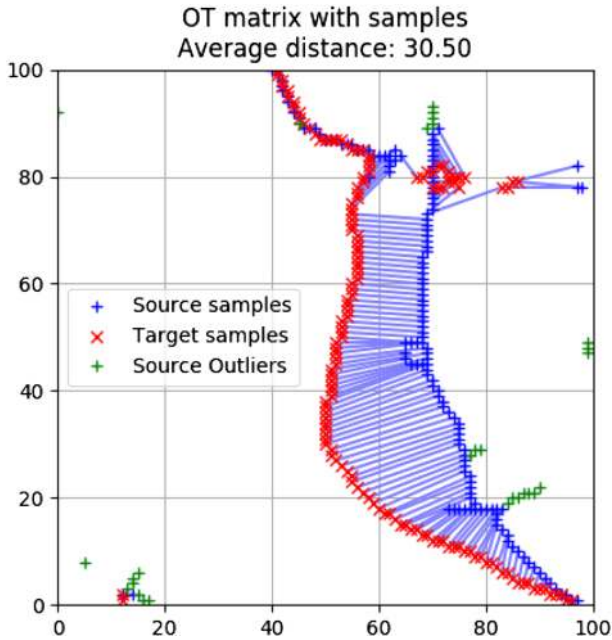 OT matrix with samples
Average distance: 30.50
100
80
60
40
20
0
Source samples
Target samples
Source Outliers
0 20 40 60 80 100